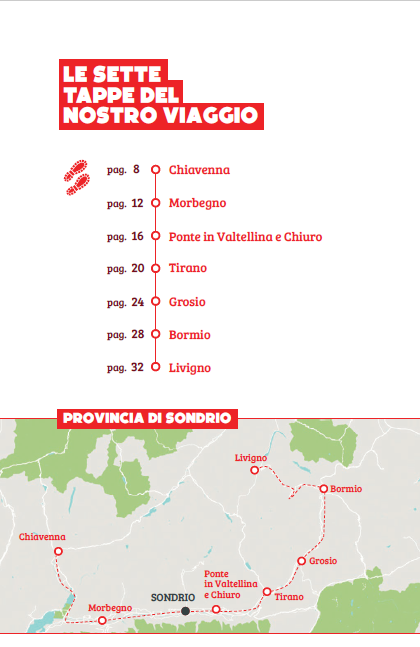 LE SETTE
TAPPE DEL
NOSTRO VIAGGIO
pag. 8 Chiavenna
pag. 12 Morbegno
pag. 16 Ponte in Valtellina e Chiuro
pag. 20 Tirano
pag. 24 Grosio
pag. 28 Bormio
pag. 32 Livigno
PROVINCIA DI SONDRIO
Livigno
Bormio
Chiavenna
Grosio
Ponte
in Valtellina
e Chiuro
SONDRIO
Tirano
Morbegno